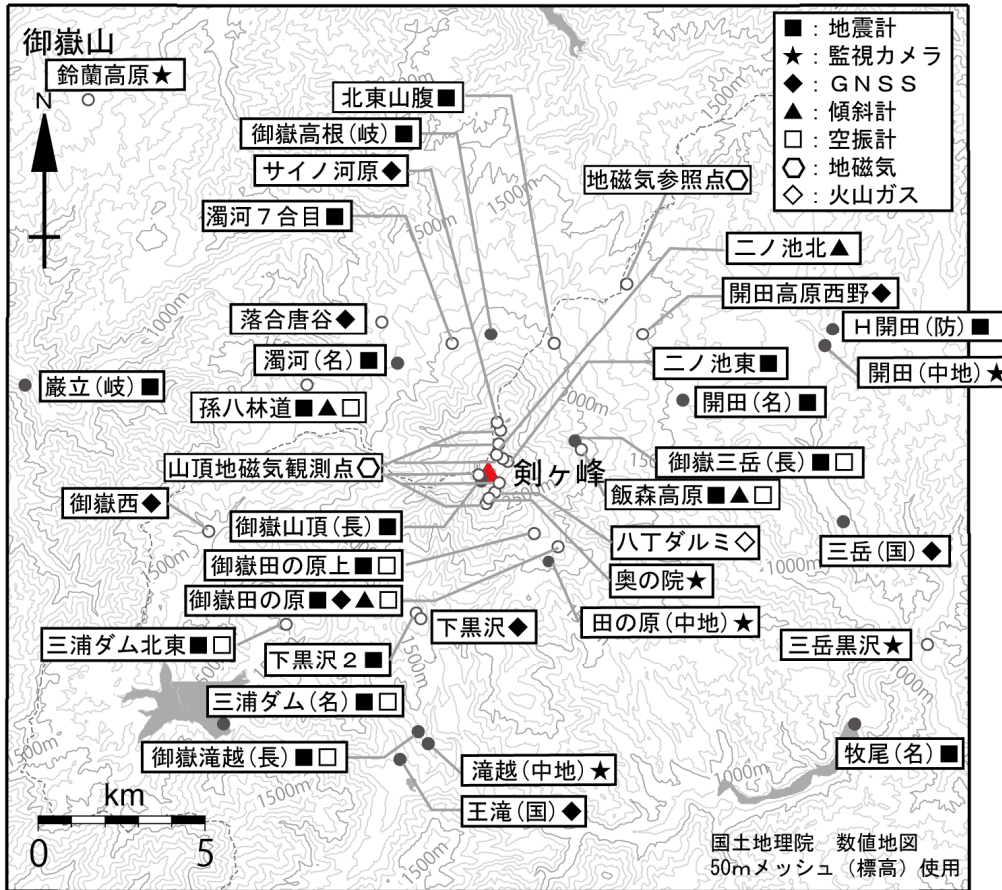 御嶽山
鈴蘭高原★
N
■：地震計
★：監視カメラ
◆：ＧＮＳＳ
▲：傾斜計
□：空振計
⬡：地磁気
◇：火山ガス
北東山腹■
御嶽高根(岐)■
サイノ河原◆
地磁気参照点⬡
濁河７合目■
二ノ池北▲
開田高原西野◆
落合唐谷◆
Ｈ開田(防)■
濁河(名)■
二ノ池東■
開田(中地)★
巌立(岐)■
孫八林道■▲□
開田(名)■
山頂地磁気観測点⬡
剣ヶ峰
御嶽三岳(長)■□
御嶽西◆
飯森高原■▲□
御嶽山頂(長)■
八丁ダルミ◇
三岳(国)◆
御嶽田の原上■□
奥の院★
御嶽田の原■◆▲□
田の原(中地)★
三浦ダム北東■□
下黒沢◆
三岳黒沢★
下黒沢２■
三浦ダム(名)■□
御嶽滝越(長)■□
滝越(中地)★
牧尾(名)■
王滝(国)◆
km
0 5
国土地理院　数値地図
50mメッシュ（標高）使用
1500m
1500m
1500m
1000m
2000m
1500m
1000m
1000m
1500m
1500m
1500m
1000m
1500m